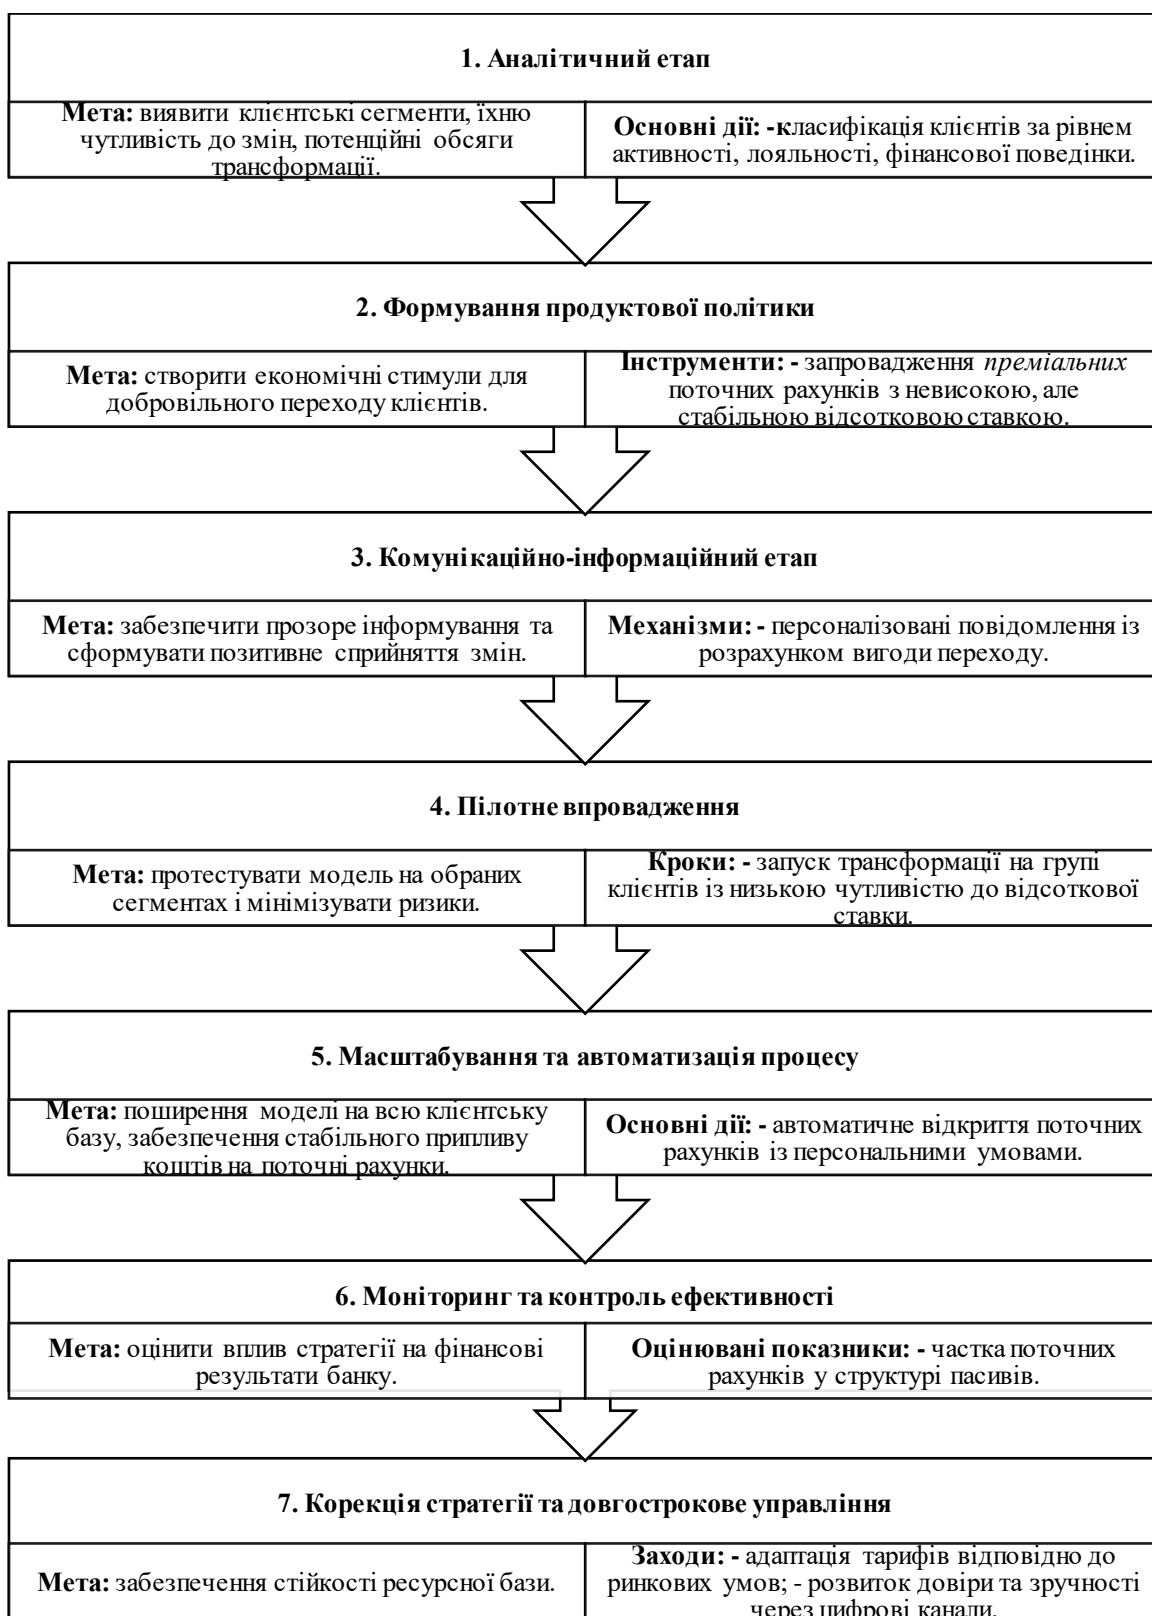 1. Аналітичний етап
Мета: виявити клієнтські сегменти, їхню
чутливість до змін, потенційні обсяги
трансформації.
Основні дії: -класифікація клієнтів за рівнем
активності, лояльності, фінансової поведінки.
2. Формування продуктової політики
Мета: створити економічні стимули для
добровільного переходу клієнтів.
Інструменти: - запровадження преміальних
поточних рахунків з невисокою, але
стабільною відсотковою ставкою.
3. Комунікаційно-інформаційний етап
Мета: забезпечити прозоре інформування та
сформувати позитивне сприйняття змін.
Механізми: - персоналізовані повідомлення із
розрахунком вигоди переходу.
4. Пілотне впровадження
Мета: протестувати модель на обраних
сегментах і мінімізувати ризики.
Кроки: - запуск трансформації на групі
клієнтів із низькою чутливістю до відсоткової
ставки.
5. Масштабування та автоматизація процесу
Мета: поширення моделі на всю клієнтську
базу, забезпечення стабільного припливу
коштів на поточні рахунки.
Основні дії: - автоматичне відкриття поточних
рахунків із персональними умовами.
6. Моніторинг та контроль ефективності
Мета: оцінити вплив стратегії на фінансові
результати банку.
Оцінювані показники: - частка поточних
рахунків у структурі пасивів.
7. Корекція стратегії та довгострокове управління
Мета: забезпечення стійкості ресурсної бази.
Заходи: - адаптація тарифів відповідно до
ринкових умов; - розвиток довіри та зручності
через цифрові канали.